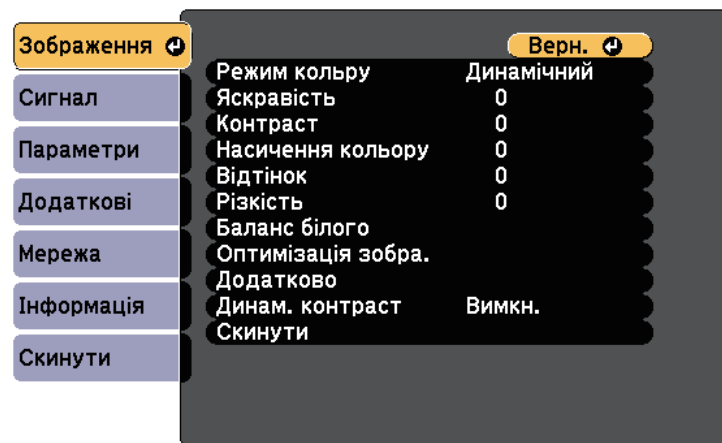 Зображення
Сигнал
Параметри
Додаткові
Мережа
Інформація
Скинути
Верн.
Режим кольру Динамічний
Яскравість 0
Контраст 0
Насичення кольору 0
Відтінок 0
Різкість 0
Баланс білого
Оптимізація зобра.
Додатково
Динам. контраст Вимкн.
Скинути